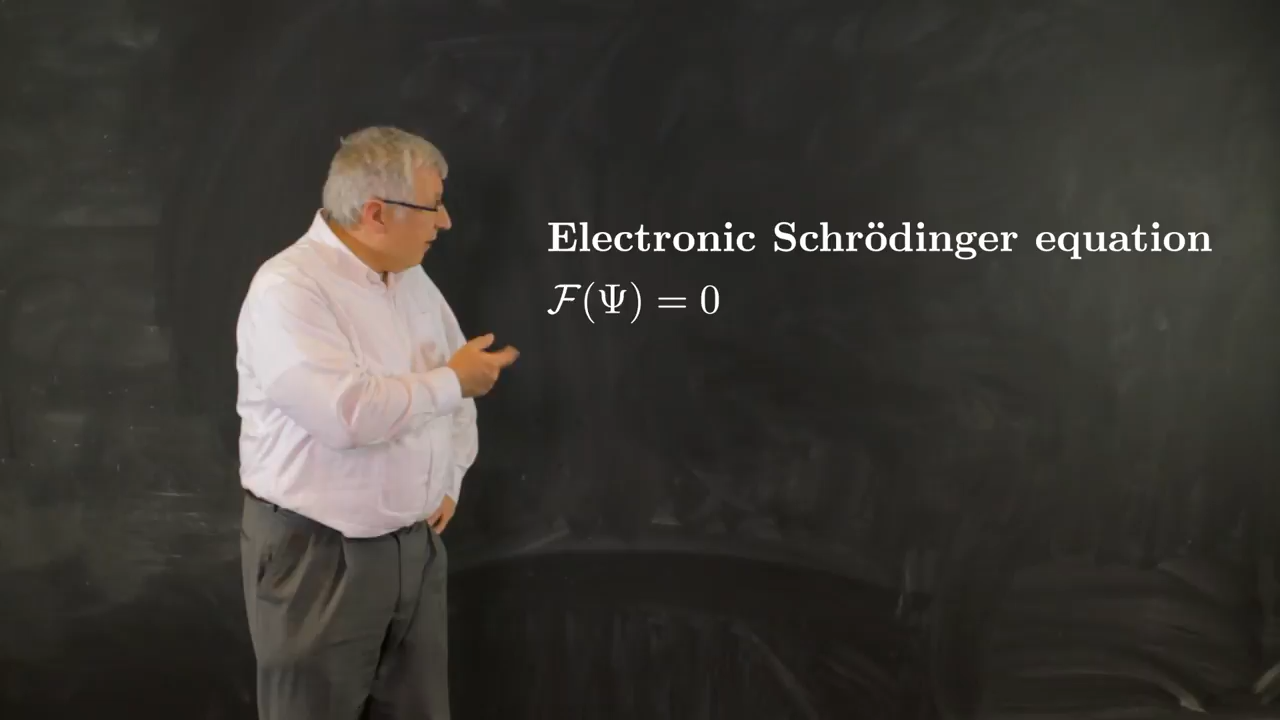 Electronic Schrödinger equation
ℱ(Ψ) = 0